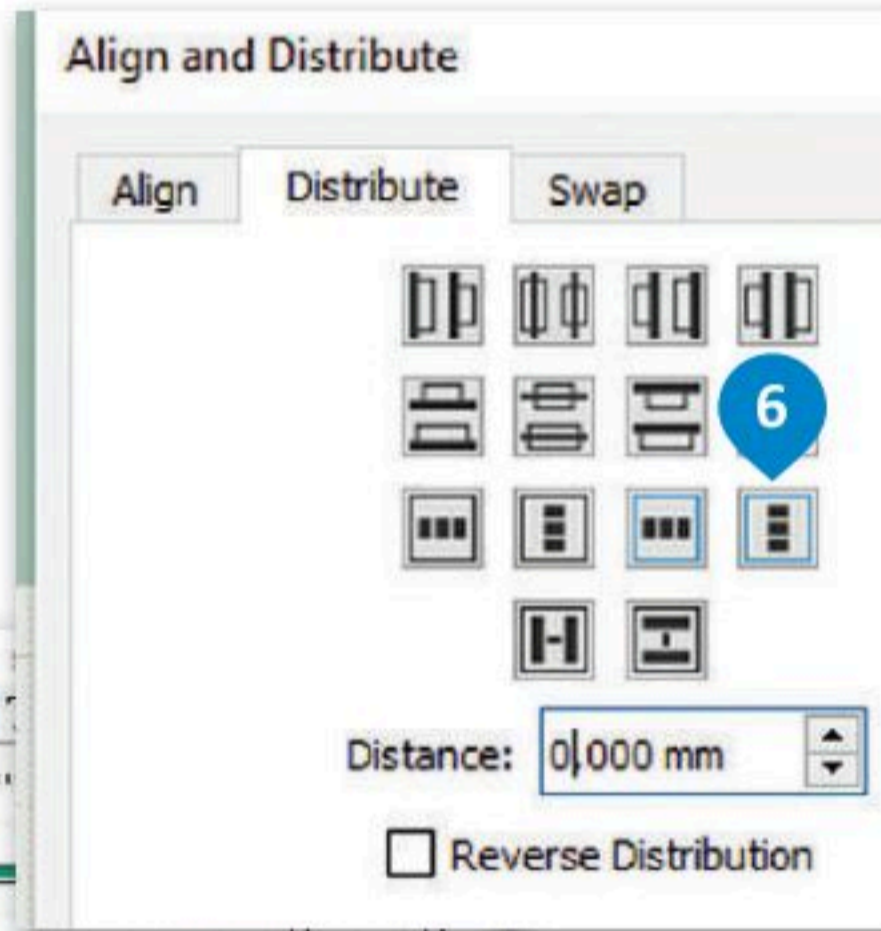 Align and Distribute
Align Distribute Swap
6
Distance: 0,000 mm
Reverse Distribution